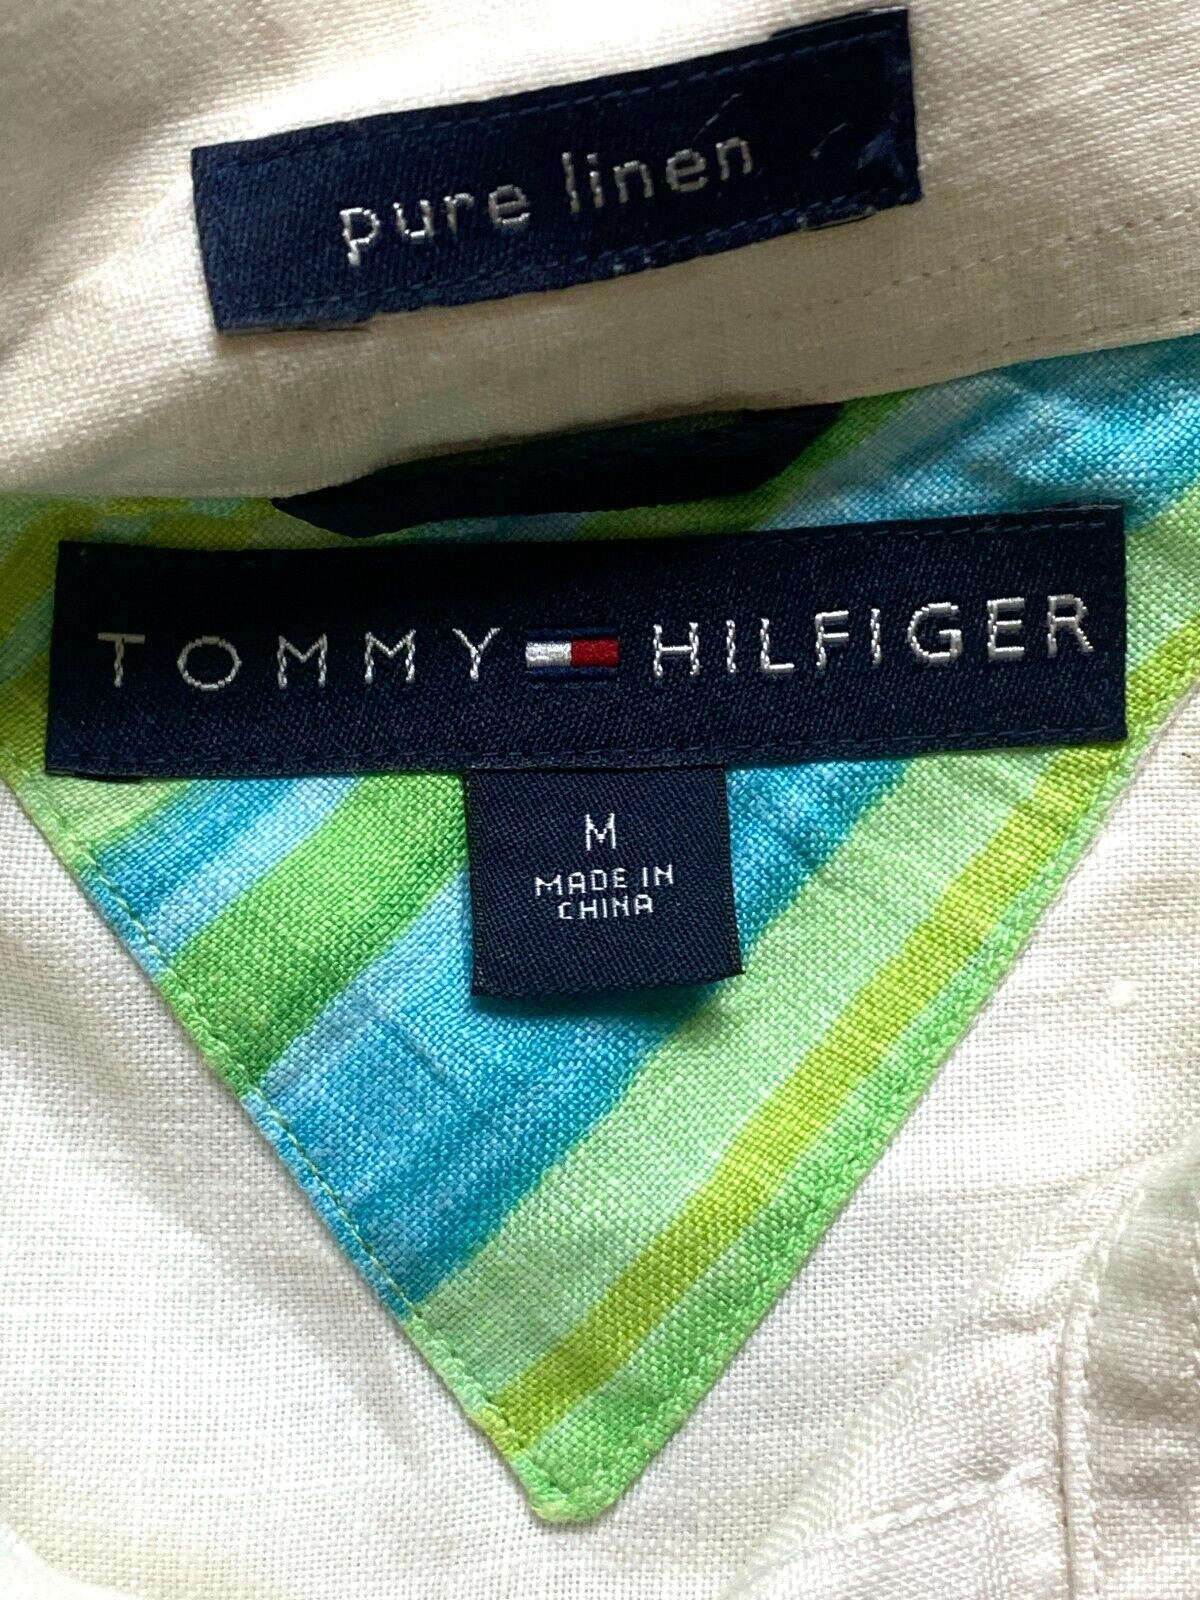 pure linen
TOMMY HILFIGER
M
MADE IN
CHINA